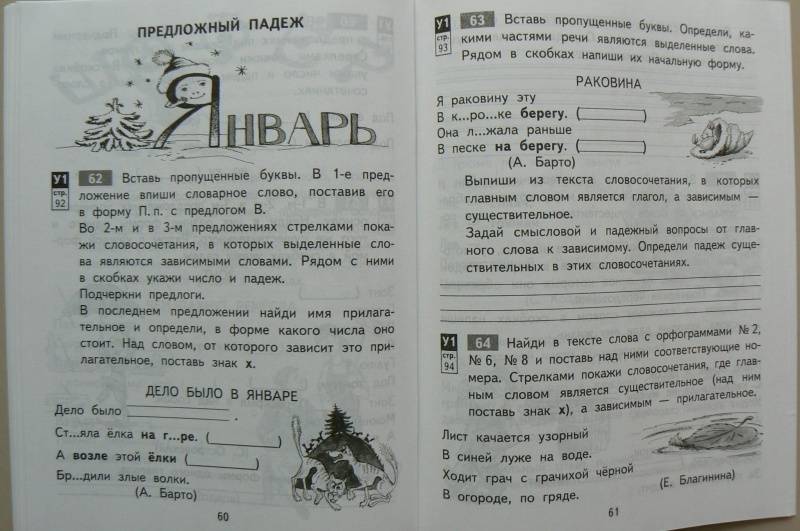 ПРЕДЛОЖНЫЙ ПАДЕЖ
ЯНВАРЬ
У1
стр.
92
62 Вставь пропущенные буквы. В 1-е пред-
ложение впиши словарное слово, поставив его
в форму П. п. с предлогом В.
Во 2-м и в 3-м предложениях стрелками пока-
жи словосочетания, в которых выделенные сло-
ва являются зависимыми словами. Рядом с ними
в скобках укажи число и падеж.
Подчеркни предлоги.
В последнем предложении найди имя прилага-
тельное и определи, в форме какого числа оно
стоит. Над словом, от которого зависит это при-
лагательное, поставь знак х.
ДЕЛО БЫЛО В ЯНВАРЕ
Дело было .
Ст...яла ёлка на г...ре. ( )
А возле этой ёлки ( )
Бр...дили злые волки.
(А. Барто)
60
У1
стр.
93
63 Вставь пропущенные буквы. Определи, ка-
кими частями речи являются выделенные слова.
Рядом в скобках напиши их начальную форму.
РАКОВИНА
Я раковину эту
В к...ро...ке берегу. ( )
Она л...жала раньше
В песке на берегу. ( )
(А. Барто)
Выпиши из текста словосочетания, в которых
главным словом является глагол, а зависимым —
существительное.
Задай смысловой и падежный вопросы от глав-
ного слова к зависимому. Определи падеж суще-
ствительных в этих словосочетаниях.
У1
стр.
94
64 Найди в тексте слова с орфограммами № 2,
№ 6, № 8 и поставь над ними соответствующие но-
мера. Стрелками покажи словосочетания, где глав-
ным словом является существительное (над ним
поставь знак х), а зависимым — прилагательное.
Лист качается узорный
В синей луже на воде.
Ходит грач с грачихой чёрной
В огороде, по гряде.
(Е. Благинина)
61